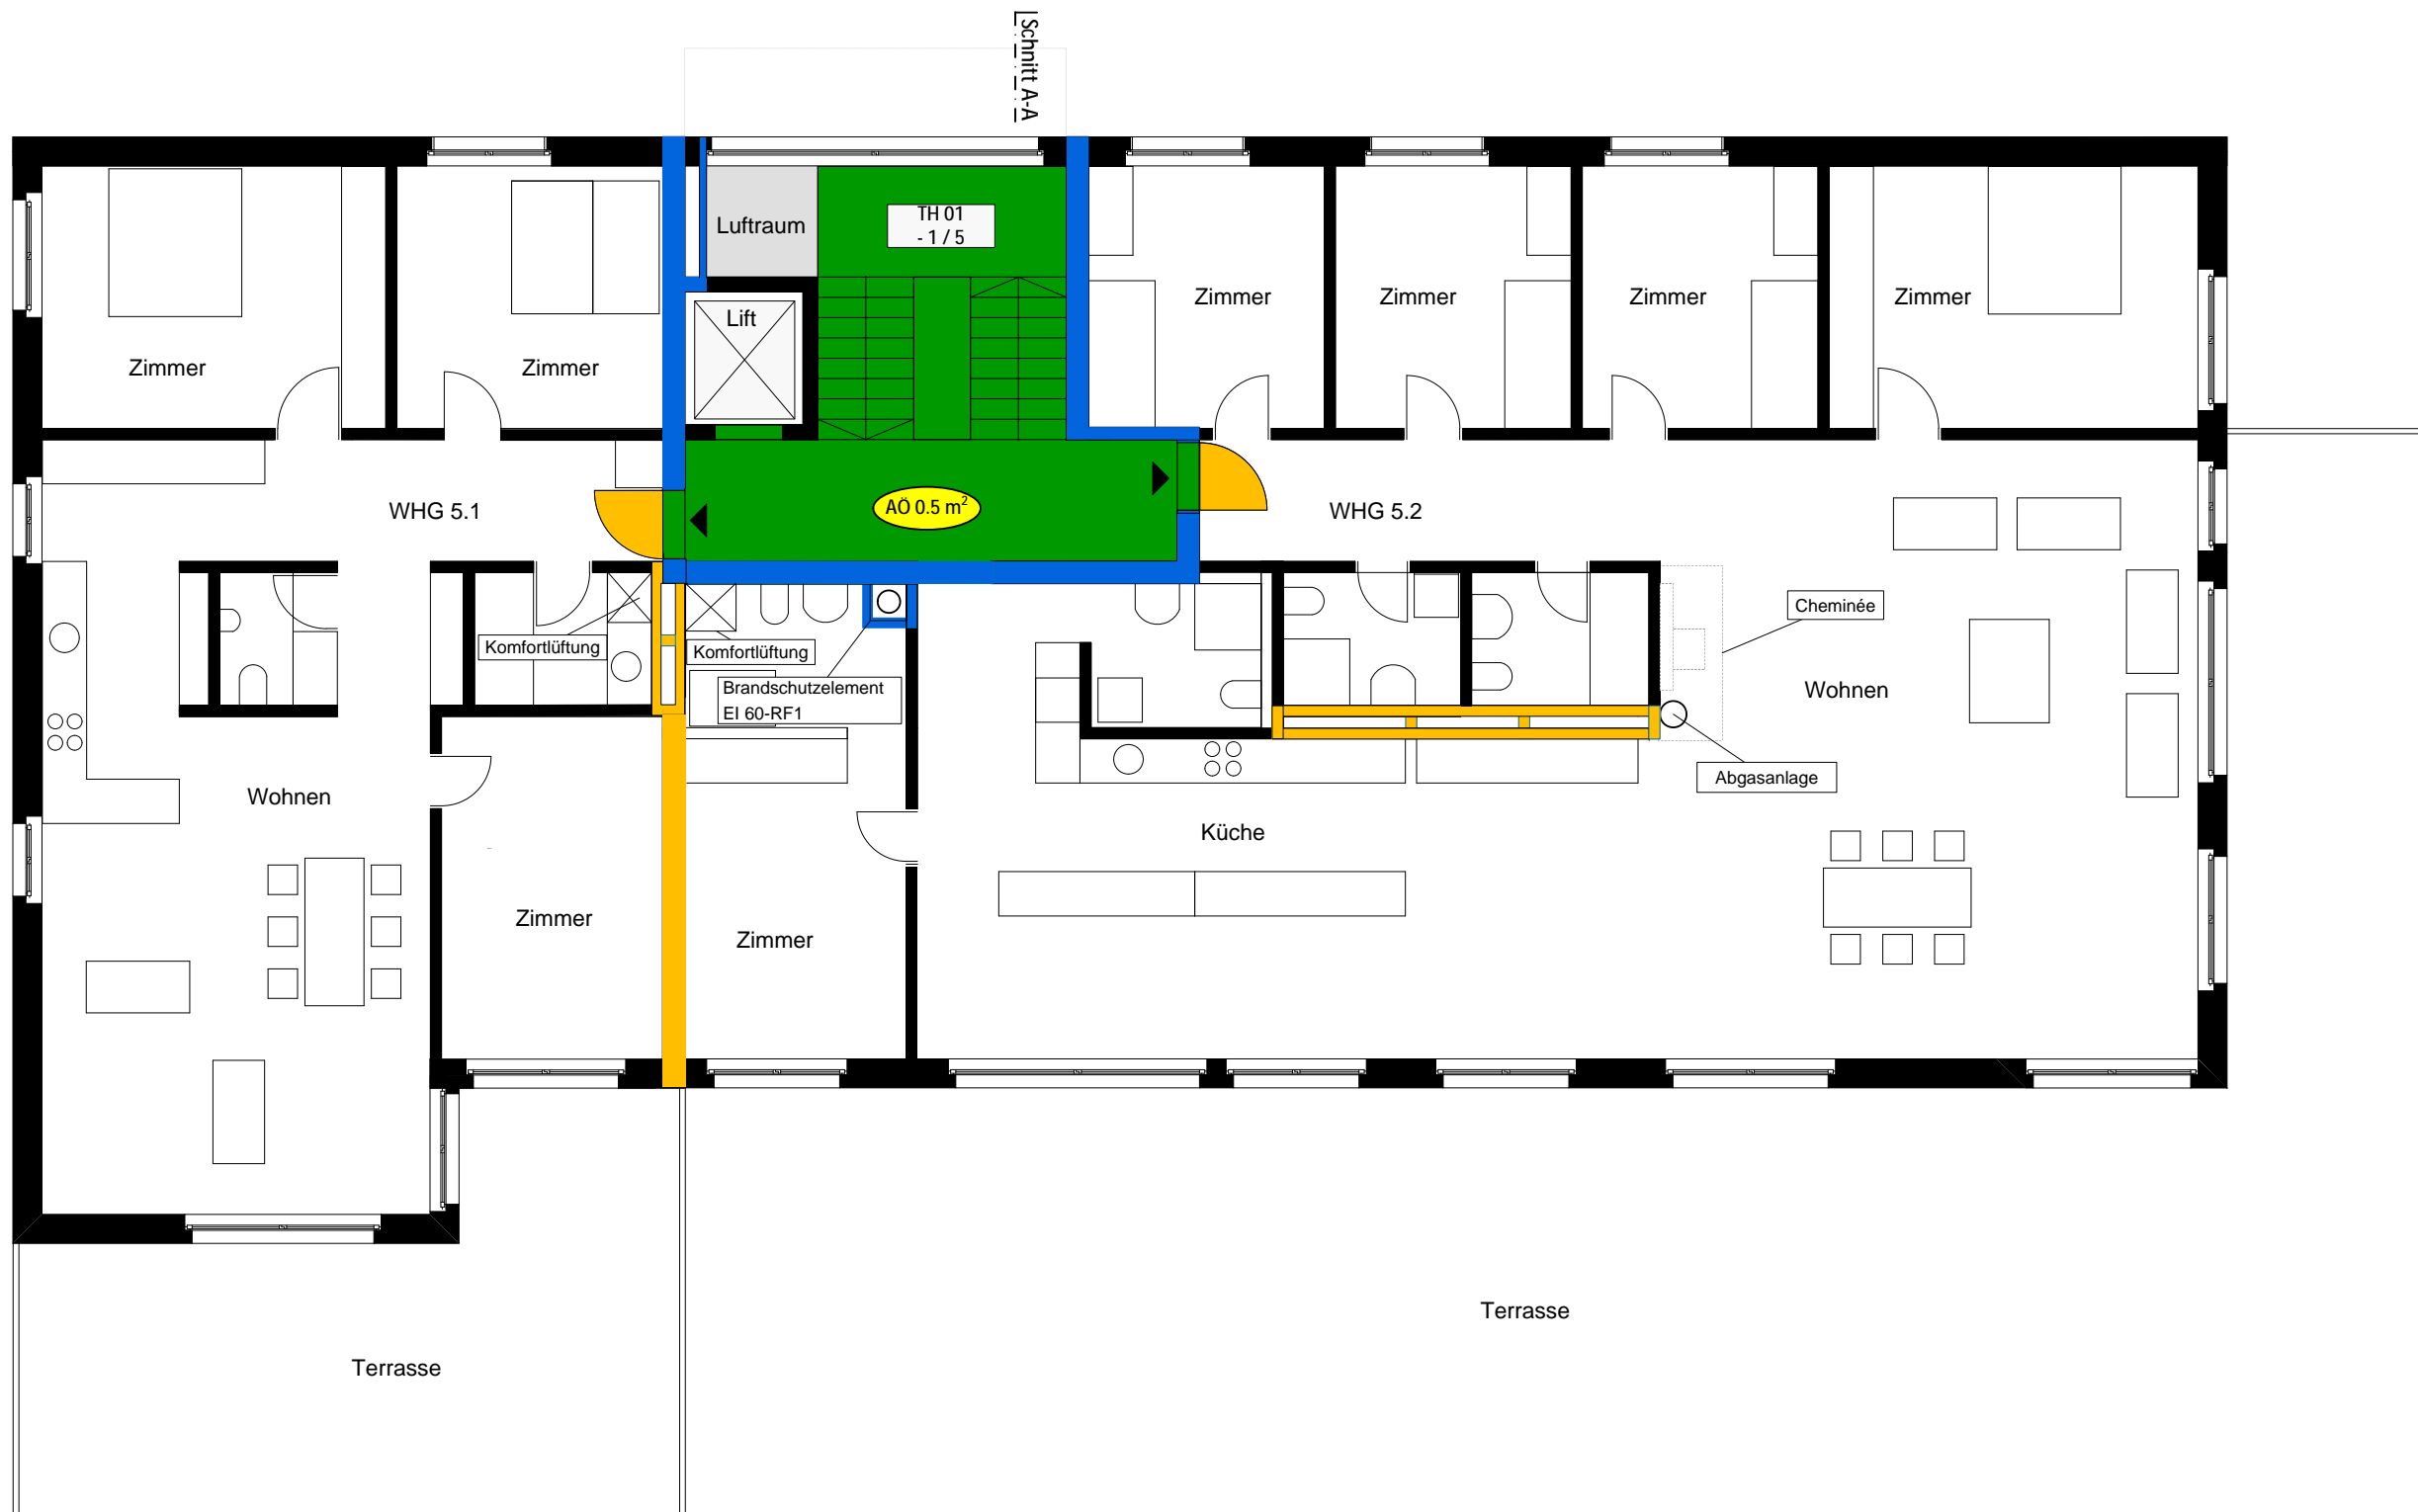 Schnitt A-A
TH 01
- 1 / 5
Luftraum
Lift
Zimmer
Zimmer
Zimmer
Zimmer
Zimmer
Zimmer
WHG 5.1
AÖ 0.5 m²
WHG 5.2
Komfortlüftung
Komfortlüftung
Brandschutzelement
EI 60-RF1
Cheminée
Wohnen
Abgasanlage
Wohnen
Küche
Zimmer
Zimmer
Terrasse
Terrasse